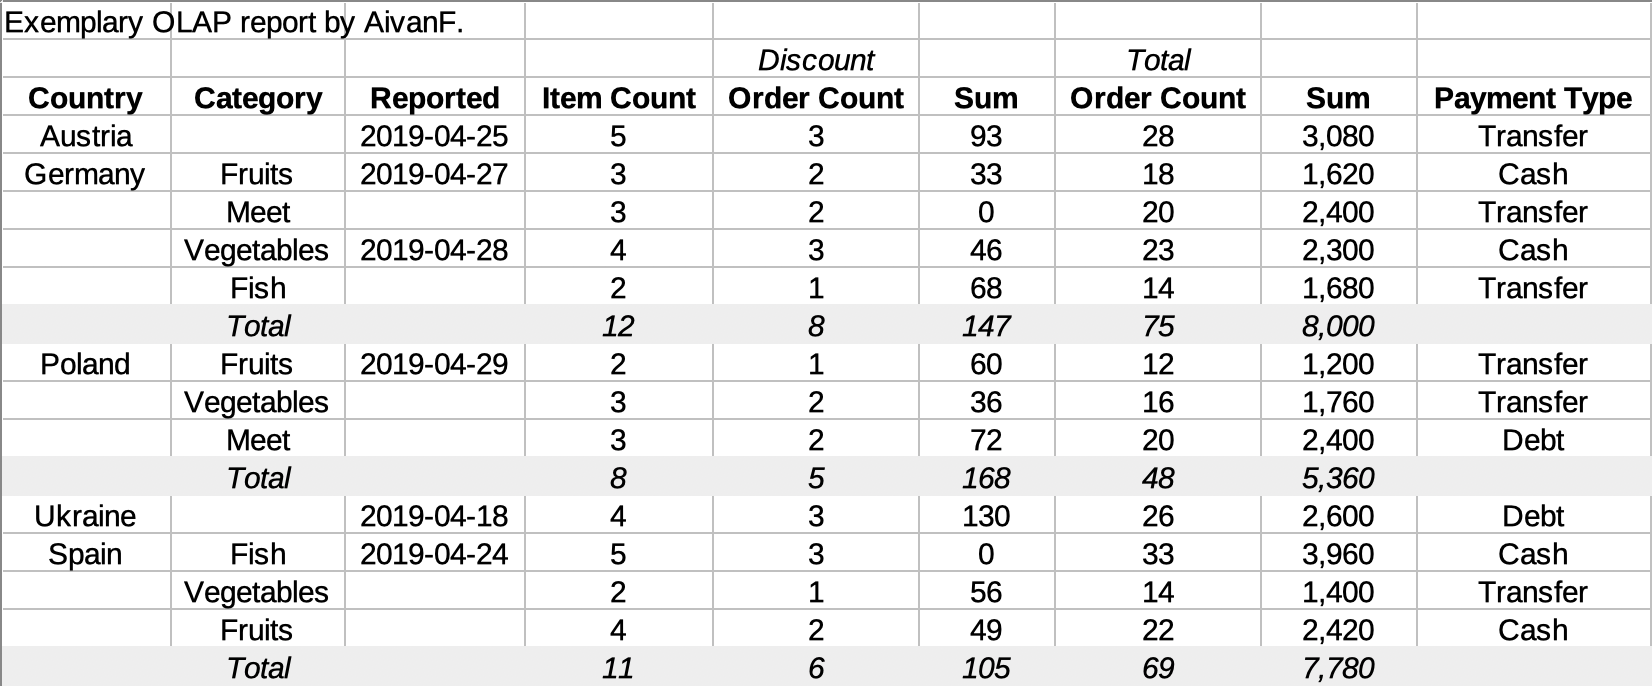 Exemplary OLAP report by AivanF.
Discount Total
Country Category Reported Item Count Order Count Sum Order Count Sum Payment Type
Austria 2019-04-25 5 3 93 28 3,080 Transfer
Germany Fruits 2019-04-27 3 2 33 18 1,620 Cash
Meet 3 2 0 20 2,400 Transfer
Vegetables 2019-04-28 4 3 46 23 2,300 Cash
Fish 2 1 68 14 1,680 Transfer
Total 12 8 147 75 8,000
Poland Fruits 2019-04-29 2 1 60 12 1,200 Transfer
Vegetables 3 2 36 16 1,760 Transfer
Meet 3 2 72 20 2,400 Debt
Total 8 5 168 48 5,360
Ukraine 2019-04-18 4 3 130 26 2,600 Debt
Spain Fish 2019-04-24 5 3 0 33 3,960 Cash
Vegetables 2 1 56 14 1,400 Transfer
Fruits 4 2 49 22 2,420 Cash
Total 11 6 105 69 7,780